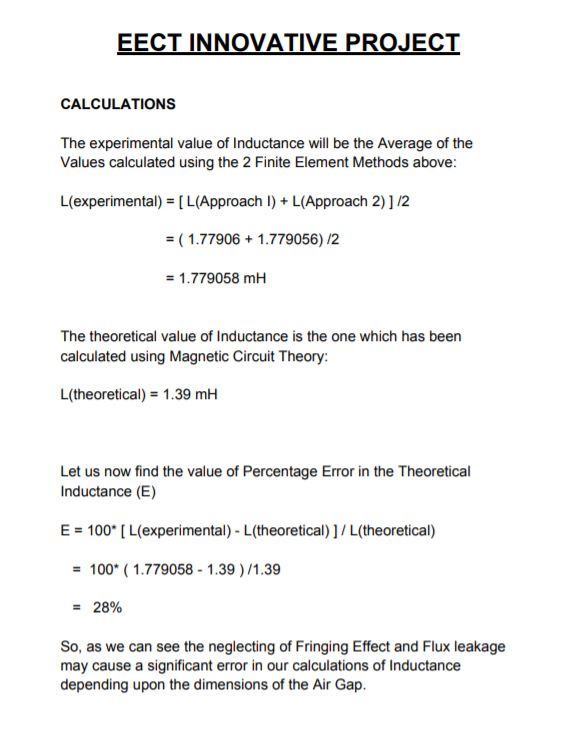 EECT INNOVATIVE PROJECT
CALCULATIONS
The experimental value of Inductance will be the Average of the
Values calculated using the 2 Finite Element Methods above:
L(experimental) = [ L(Approach I) + L(Approach 2) ] /2
= ( 1.77906 + 1.779056) /2
= 1.779058 mH
The theoretical value of Inductance is the one which has been
calculated using Magnetic Circuit Theory:
L(theoretical) = 1.39 mH
Let us now find the value of Percentage Error in the Theoretical
Inductance (E)
E = 100* [ L(experimental) - L(theoretical) ] / L(theoretical)
= 100* ( 1.779058 - 1.39 ) /1.39
= 28%
So, as we can see the neglecting of Fringing Effect and Flux leakage
may cause a significant error in our calculations of Inductance
depending upon the dimensions of the Air Gap.